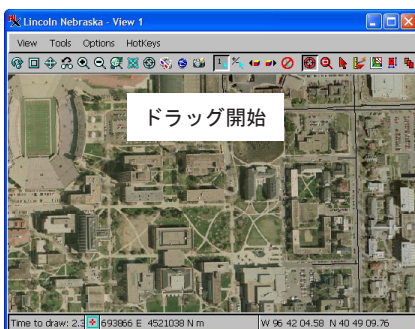 Lincoln Nebraska - View 1
View Tools Options HotKeys
ドラッグ開始
Time to draw: 2.3
693866 E 4521038 N m
W 96 42 04.58 N 40 49 09.76